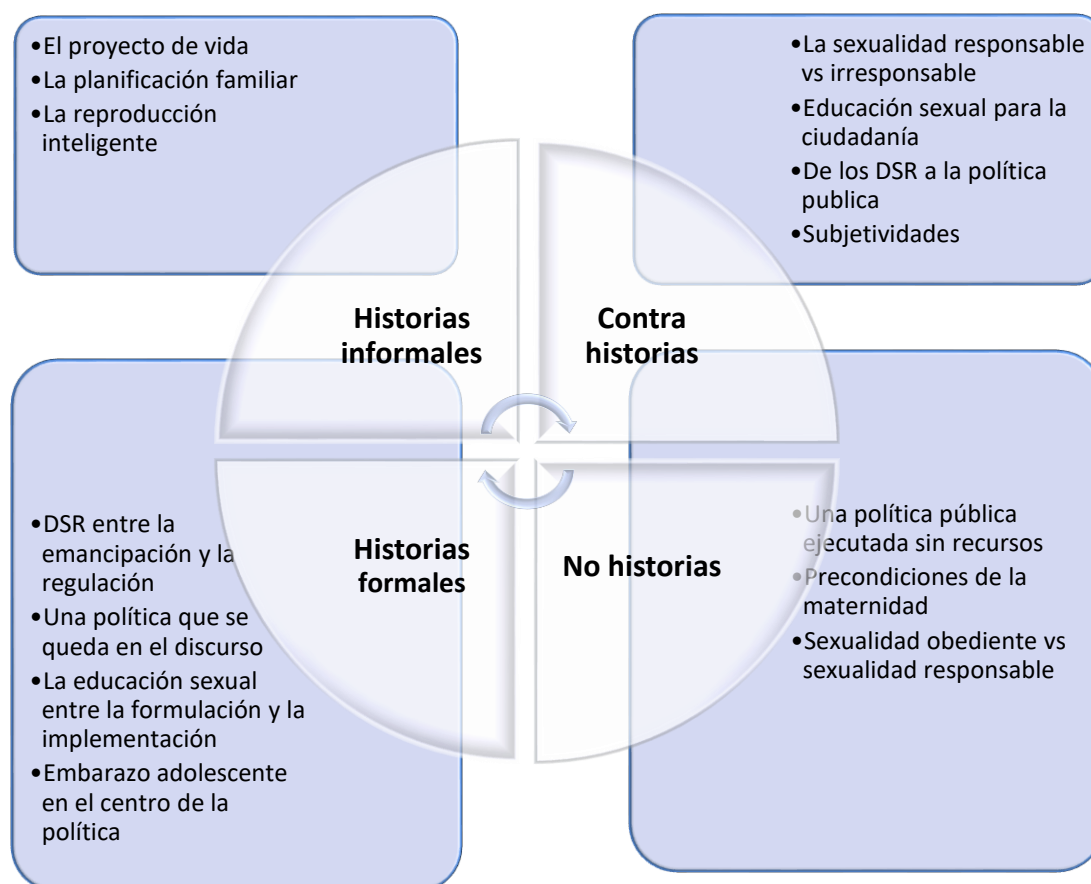 •El proyecto de vida
•La planificación familiar
•La reproducción
inteligente
•La sexualidad responsable
vs irresponsable
•Educación sexual para la
ciudadanía
•De los DSR a la política
publica
•Subjetividades
Historias
informales
Contra
historias
Historias
formales
No historias
•DSR entre la
emancipación y la
regulación
•Una política que se
queda en el discurso
•La educación sexual
entre la formulación y la
implementación
•Embarazo adolescente
en el centro de la
política
•Una política pública
ejecutada sin recursos
•Precondiciones de la
maternidad
•Sexualidad obediente vs
sexualidad responsable